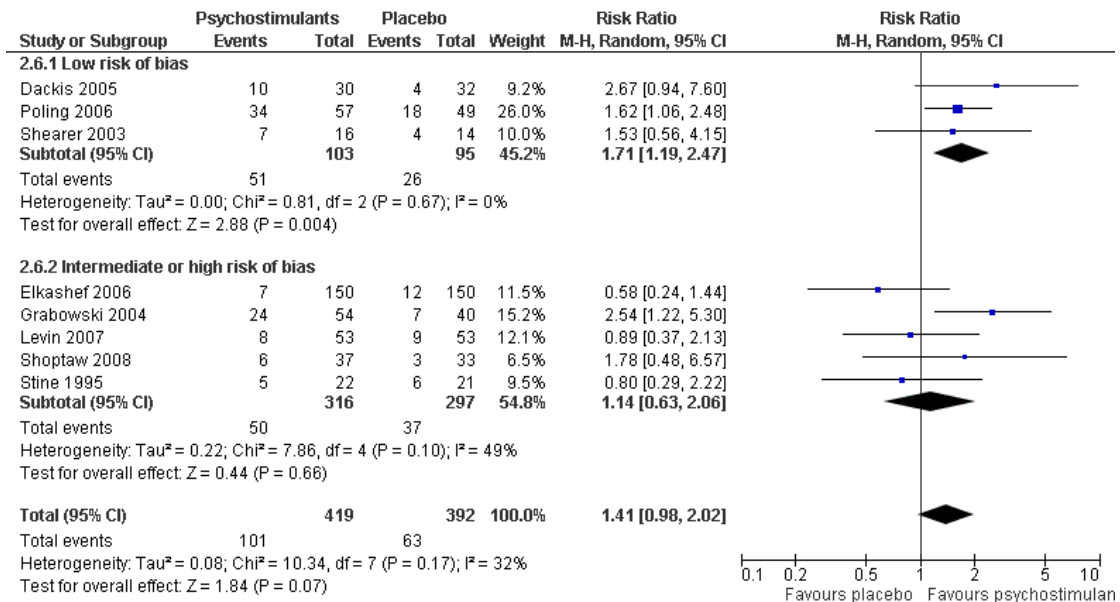 Psychostimulants Placebo Risk Ratio Risk Ratio
Study or Subgroup Events Total Events Total Weight M-H, Random, 95% CI M-H, Random, 95% CI
2.6.1 Low risk of bias
Dackis 2005 10 30 4 32 9.2% 2.67 [0.94, 7.60]
Poling 2006 34 57 18 49 26.0% 1.62 [1.06, 2.48]
Shearer 2003 7 16 4 14 10.0% 1.53 [0.56, 4.15]
Subtotal (95% CI) 103 95 45.2% 1.71 [1.19, 2.47]
Total events 51 26
Heterogeneity: Tau² = 0.00; Chi² = 0.81, df = 2 (P = 0.67); I² = 0%
Test for overall effect: Z = 2.88 (P = 0.004)
2.6.2 Intermediate or high risk of bias
Elkashef 2006 7 150 12 150 11.5% 0.58 [0.24, 1.44]
Grabowski 2004 24 54 7 40 15.2% 2.54 [1.22, 5.30]
Levin 2007 8 53 9 53 12.1% 0.89 [0.37, 2.13]
Shoptaw 2008 6 37 3 33 6.5% 1.78 [0.48, 6.57]
Stine 1995 5 22 6 21 9.5% 0.80 [0.29, 2.22]
Subtotal (95% CI) 316 297 54.8% 1.14 [0.63, 2.06]
Total events 50 37
Heterogeneity: Tau² = 0.22; Chi² = 7.86, df = 4 (P = 0.10); I² = 49%
Test for overall effect: Z = 0.44 (P = 0.66)
Total (95% CI) 419 392 100.0% 1.41 [0.98, 2.02]
Total events 101 63
Heterogeneity: Tau² = 0.08; Chi² = 10.34, df = 7 (P = 0.17); I² = 32%
Test for overall effect: Z = 1.84 (P = 0.07)
0.1 0.2 0.5 1 2 5 10
Favours placebo Favours psychostimulan